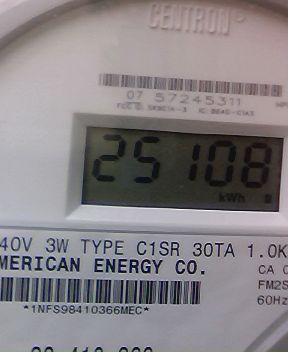 CENTRON®
07 57245311
25108
kWh
40V 3W TYPE C1SR 30TA 1.0K
MERICAN ENERGY CO.
CA 0
FM2S
60Hz
*1NFS98410366MEC*